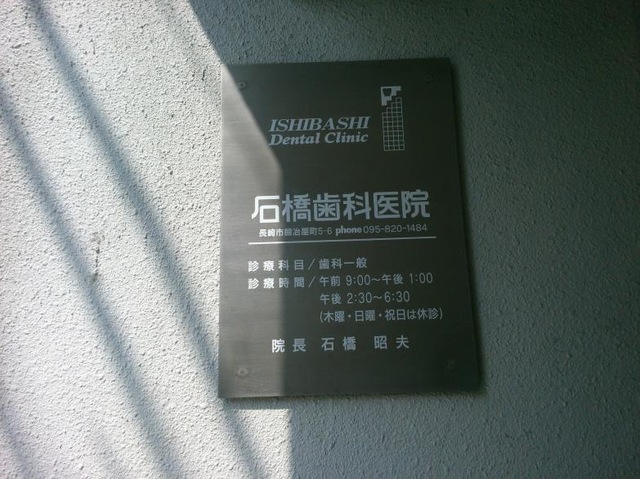 ISHIBASHI
Dental Clinic
石橋歯科医院
長崎市鍛冶屋町5-6 phone 095-820-1484
診療科目/歯科一般
診療時間/午前 9:00〜午後 1:00
午後 2:30〜6:30
(木曜・日曜・祝日は休診)
院長 石橋 昭夫